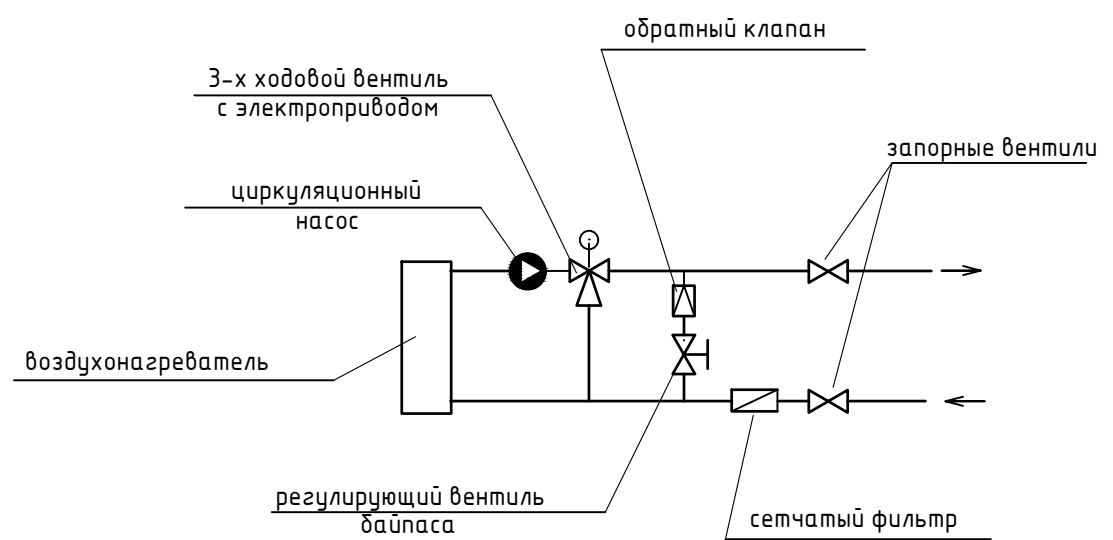 обратный клапан
3-х ходовой вентиль
с электроприводом
запорные вентили
циркуляционный
насос
воздухонагреватель
регулирующий вентиль
байпаса
сетчатый фильтр